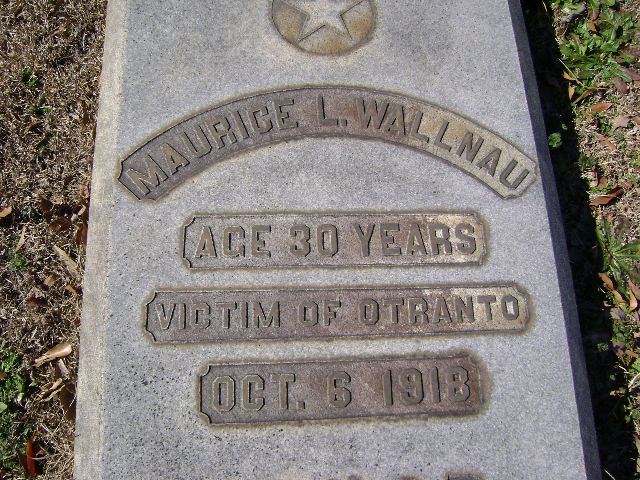 MAURICE L. WALLNAU
AGE 30 YEARS
VICTIM OF OTRANTO
OCT. 6 1918